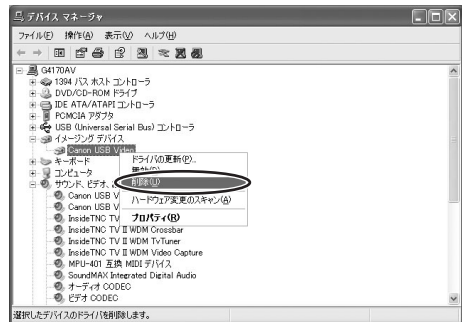 デバイス マネージャ
ファイル(F) 操作(A) 表示(V) ヘルプ(H)
G4170AV
1394 バス ホスト コントローラ
DVD/CD-ROM ドライブ
IDE ATA/ATAPI コントローラ
PCMCIA アダプタ
USB (Universal Serial Bus) コントローラ
イメージング デバイス
Canon USB Video
キーボード
コンピュータ
サウンド、ビデオ、
Canon USB V
Canon USB V
InsideTNC TV
InsideTNC TV II WDM Crossbar
InsideTNC TV II WDM TvTuner
InsideTNC TV II WDM Video Capture
MPU-401 互換 MIDI デバイス
SoundMAX Integrated Digital Audio
オーディオ CODEC
ビデオ CODEC
ドライバの更新(P)...
削除(U)
ハードウェア変更のスキャン(A)
プロパティ(R)
選択したデバイスのドライバを削除します。